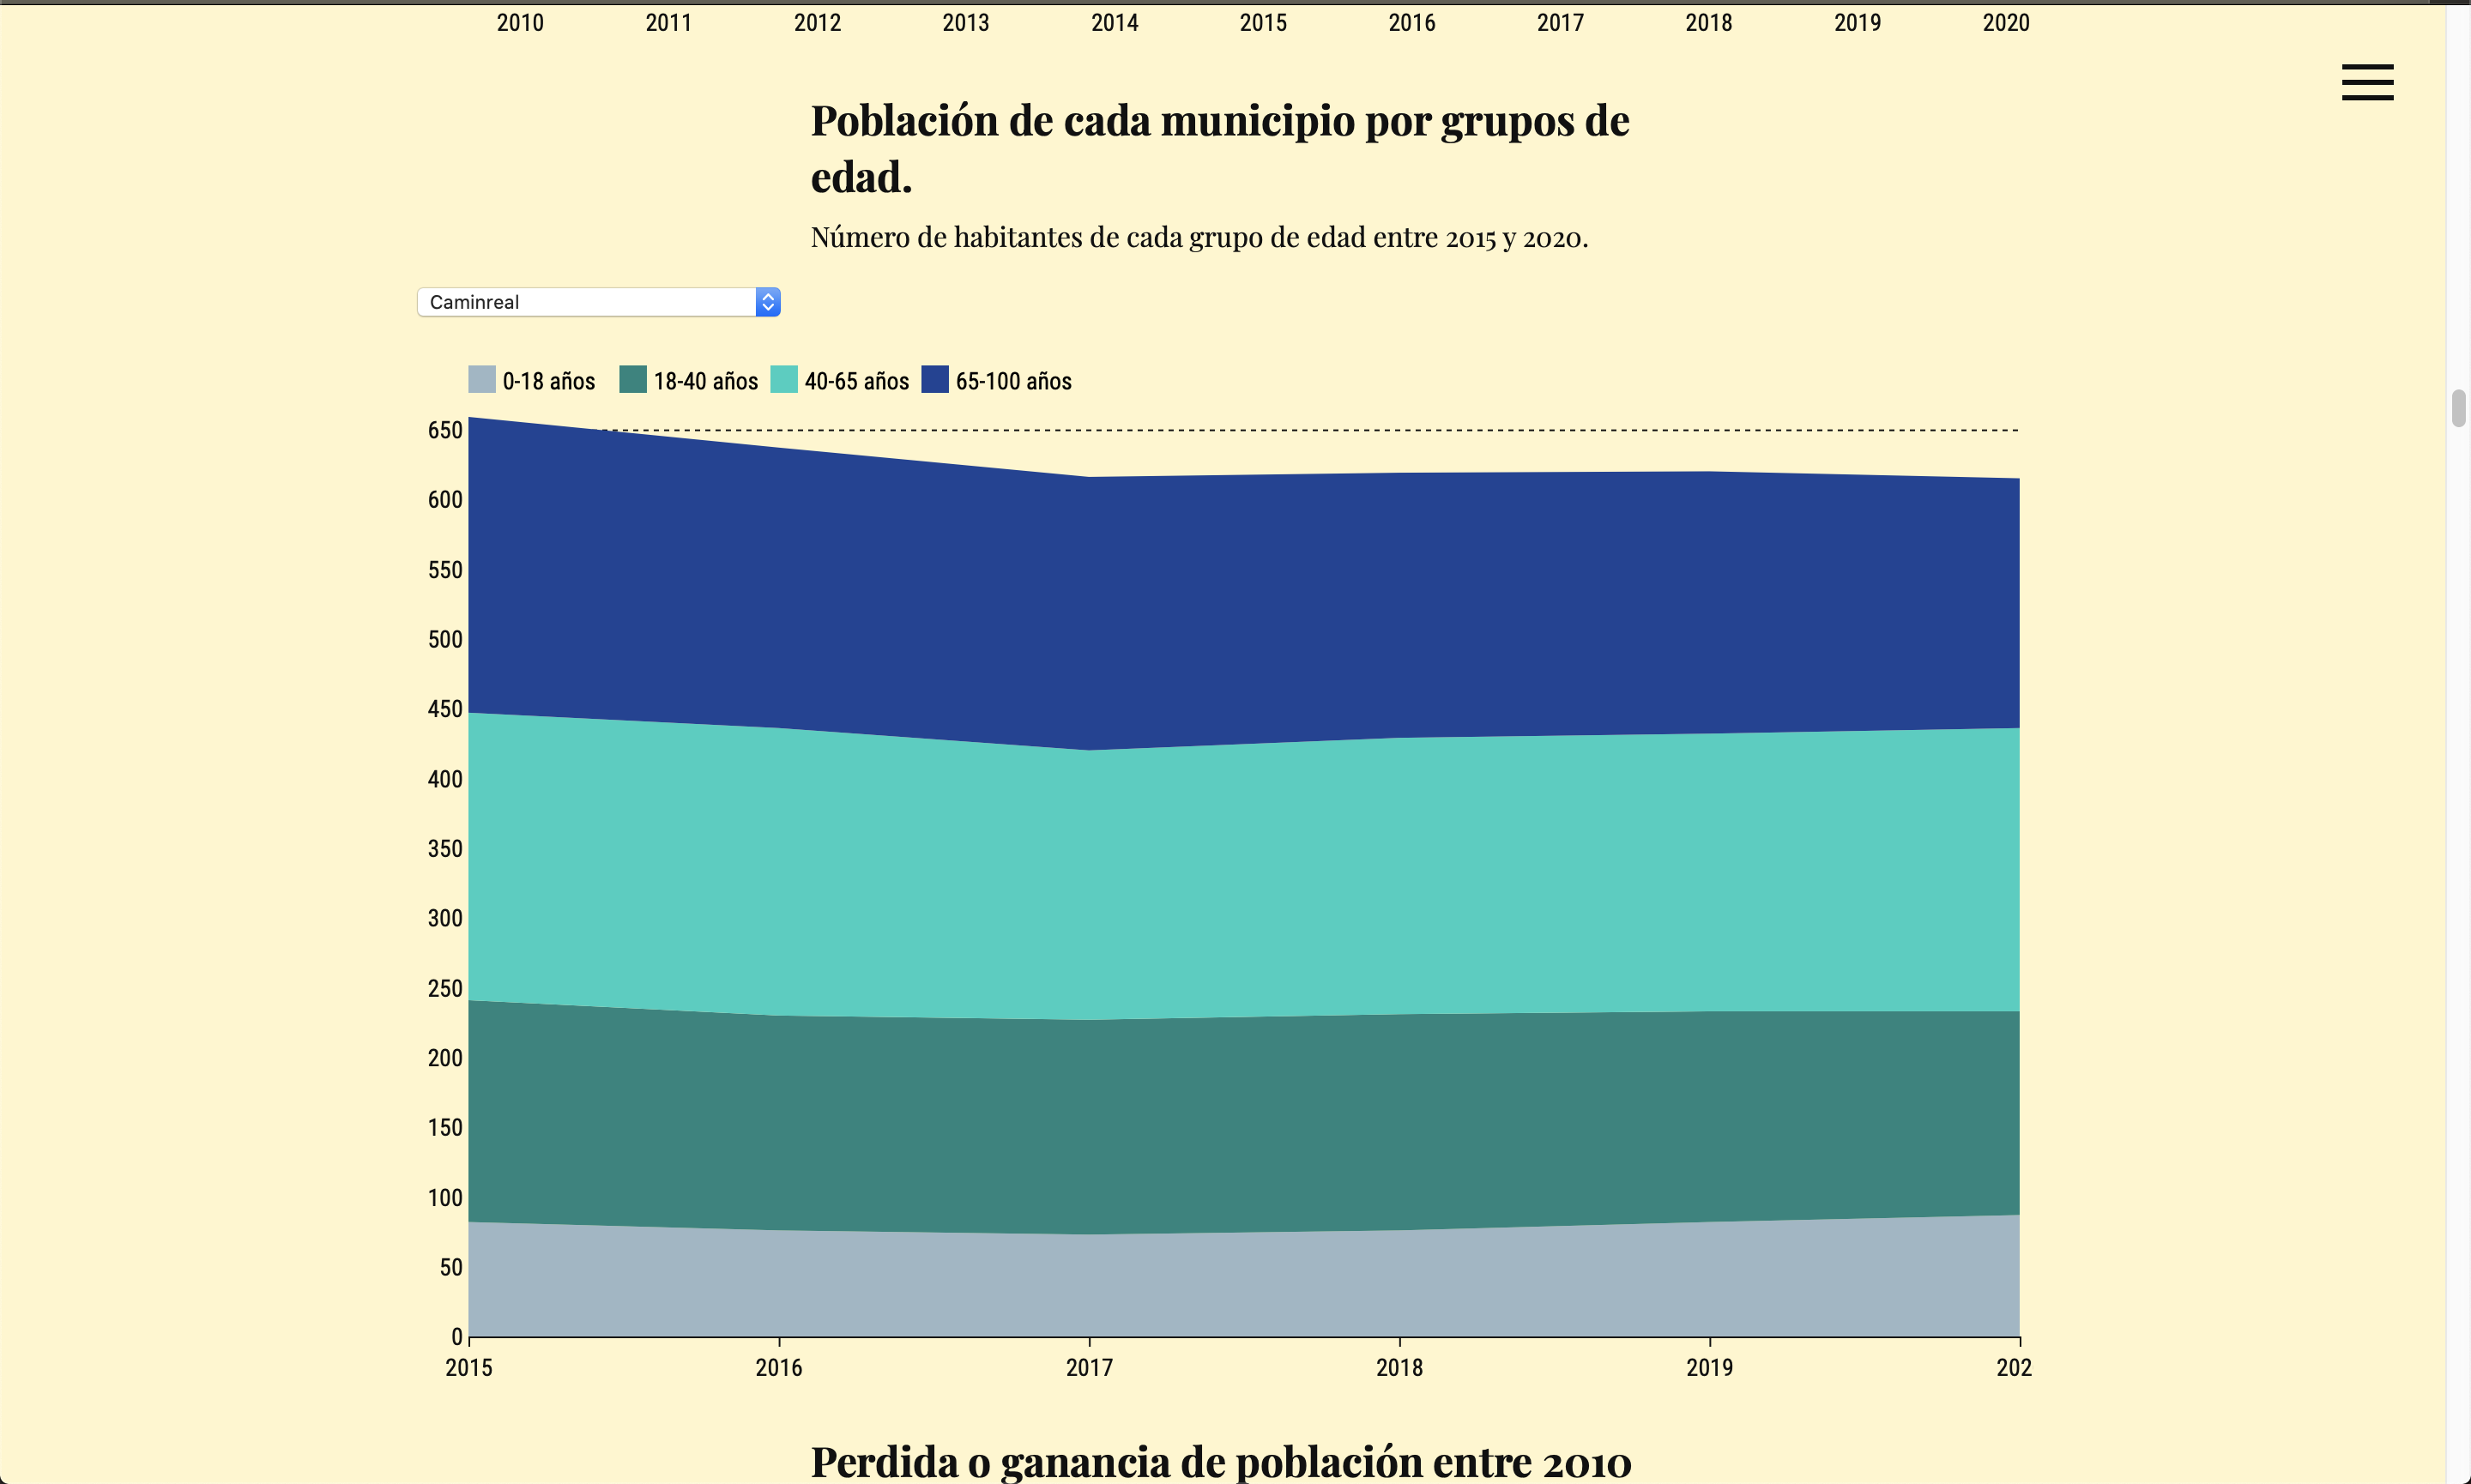 2010 2011 2012 2013 2014 2015 2016 2017 2018 2019 2020
Población de cada municipio por grupos de
edad.
Número de habitantes de cada grupo de edad entre 2015 y 2020.
Caminreal
0-18 años 18-40 años 40-65 años 65-100 años
650
600
550
500
450
400
350
300
250
200
150
100
50
0
2015 2016 2017 2018 2019 202
Perdida o ganancia de población entre 2010